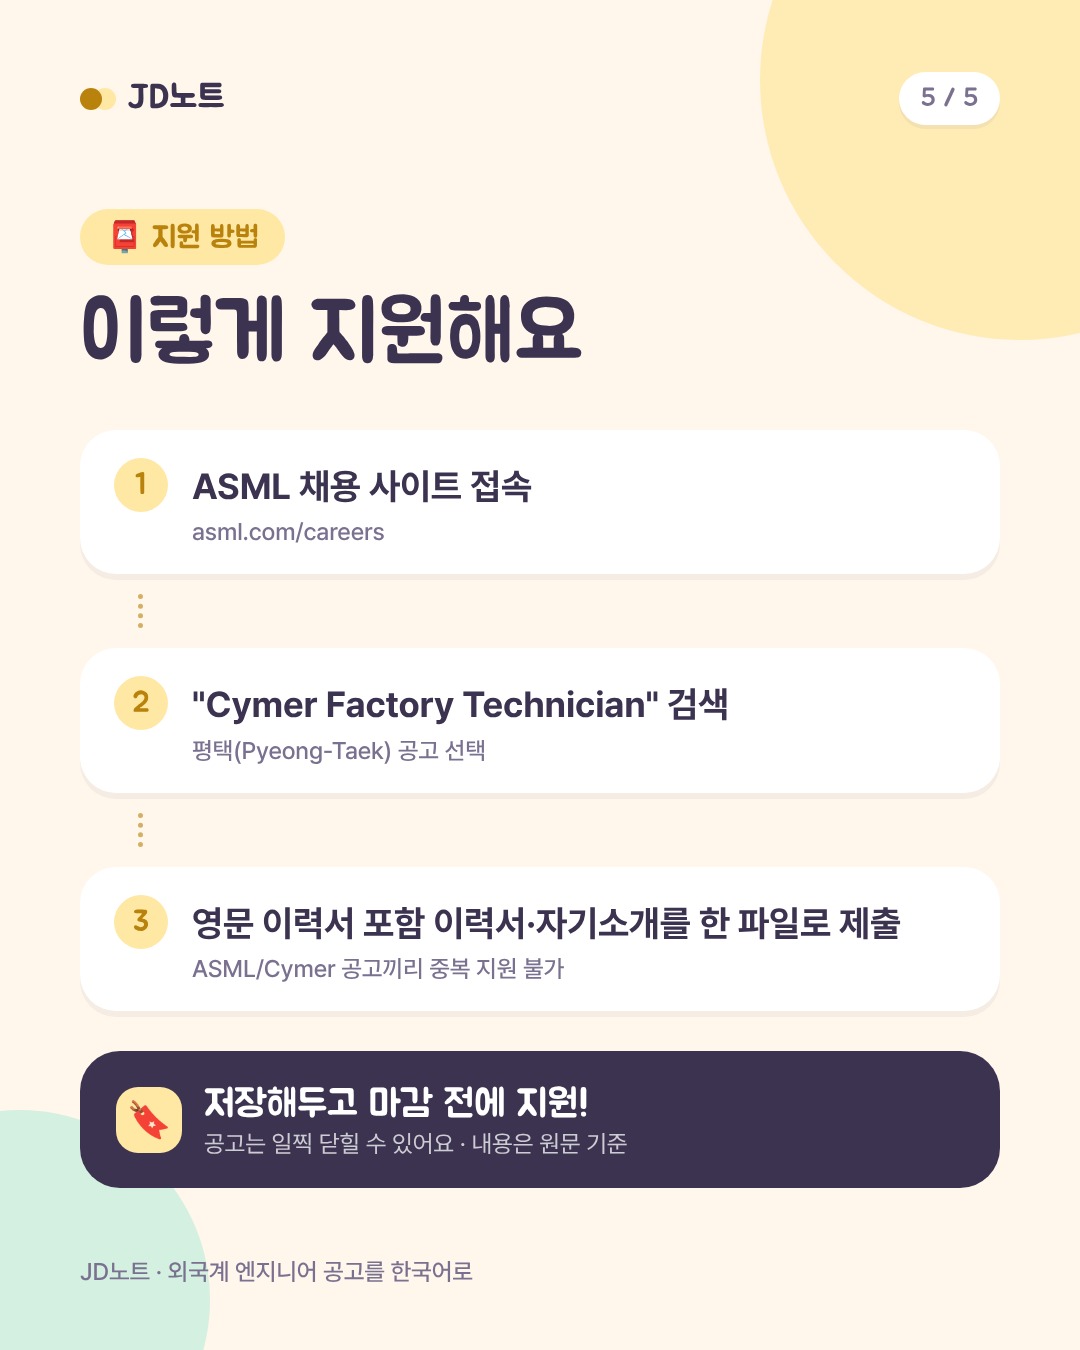 JD노트
5 / 5
지원 방법
이렇게 지원해요
1
ASML 채용 사이트 접속
asml.com/careers
2
"Cymer Factory Technician" 검색
평택(Pyeong-Taek) 공고 선택
3
영문 이력서 포함 이력서·자기소개를 한 파일로 제출
ASML/Cymer 공고끼리 중복 지원 불가
저장해두고 마감 전에 지원!
공고는 일찍 닫힐 수 있어요 · 내용은 원문 기준
JD노트 · 외국계 엔지니어 공고를 한국어로